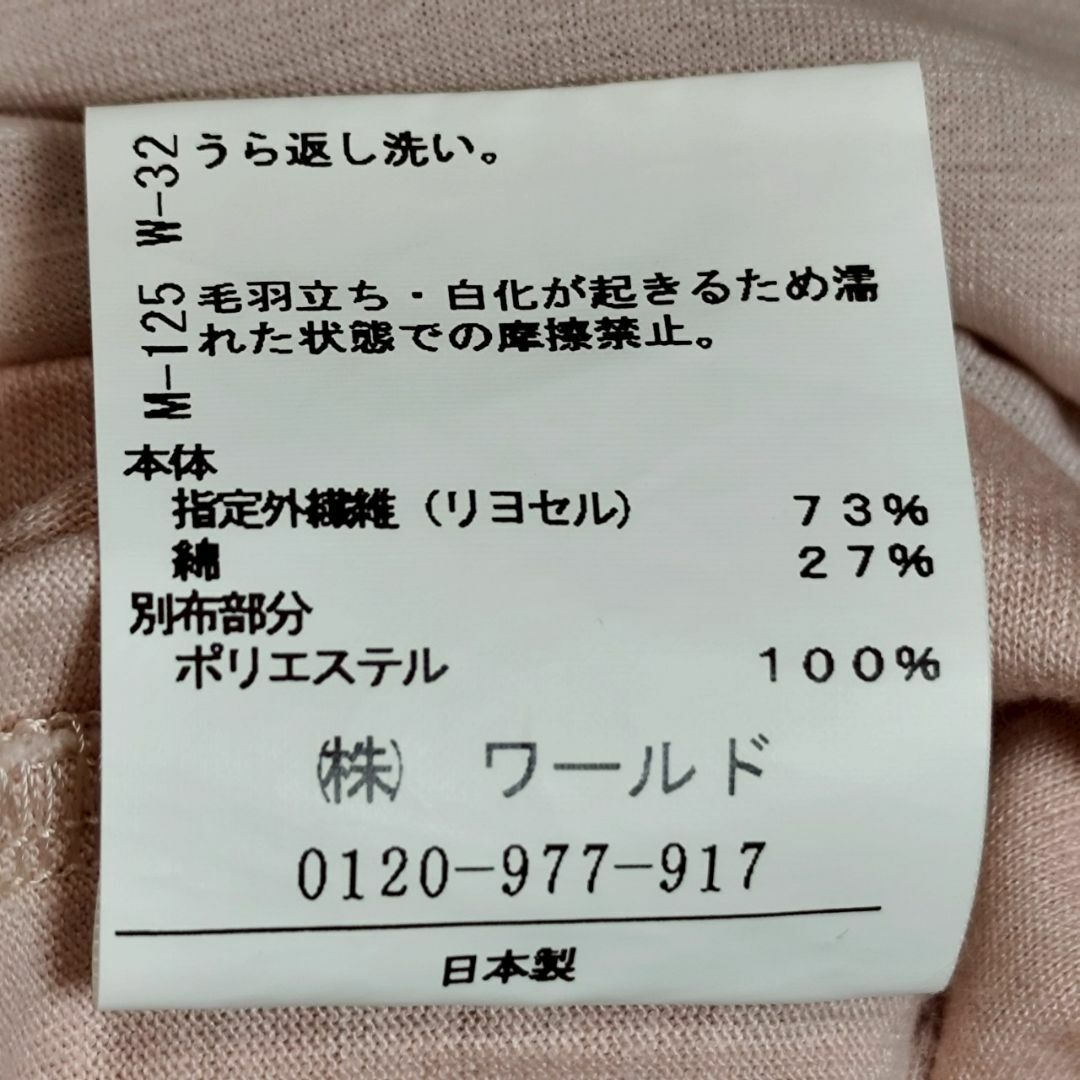 W-32 うら返し洗い。
M-125 毛羽立ち・白化が起きるため濡
れた状態での摩擦禁止。
本体
指定外繊維（リヨセル） 73%
綿 27%
別布部分
ポリエステル 100%
㈱ ワールド
0120-977-917
日本製